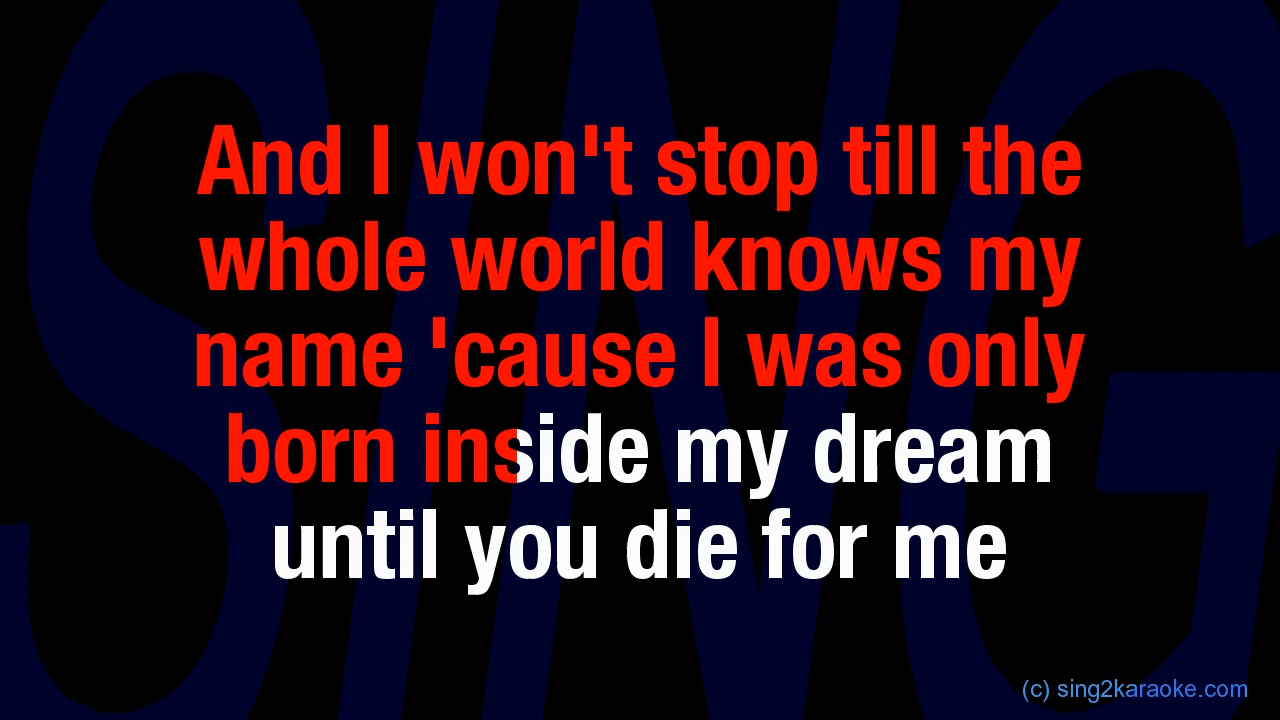 SING
And I won't stop till the
whole world knows my
name 'cause I was only
born inside my dream
until you die for me
(c) sing2karaoke.com